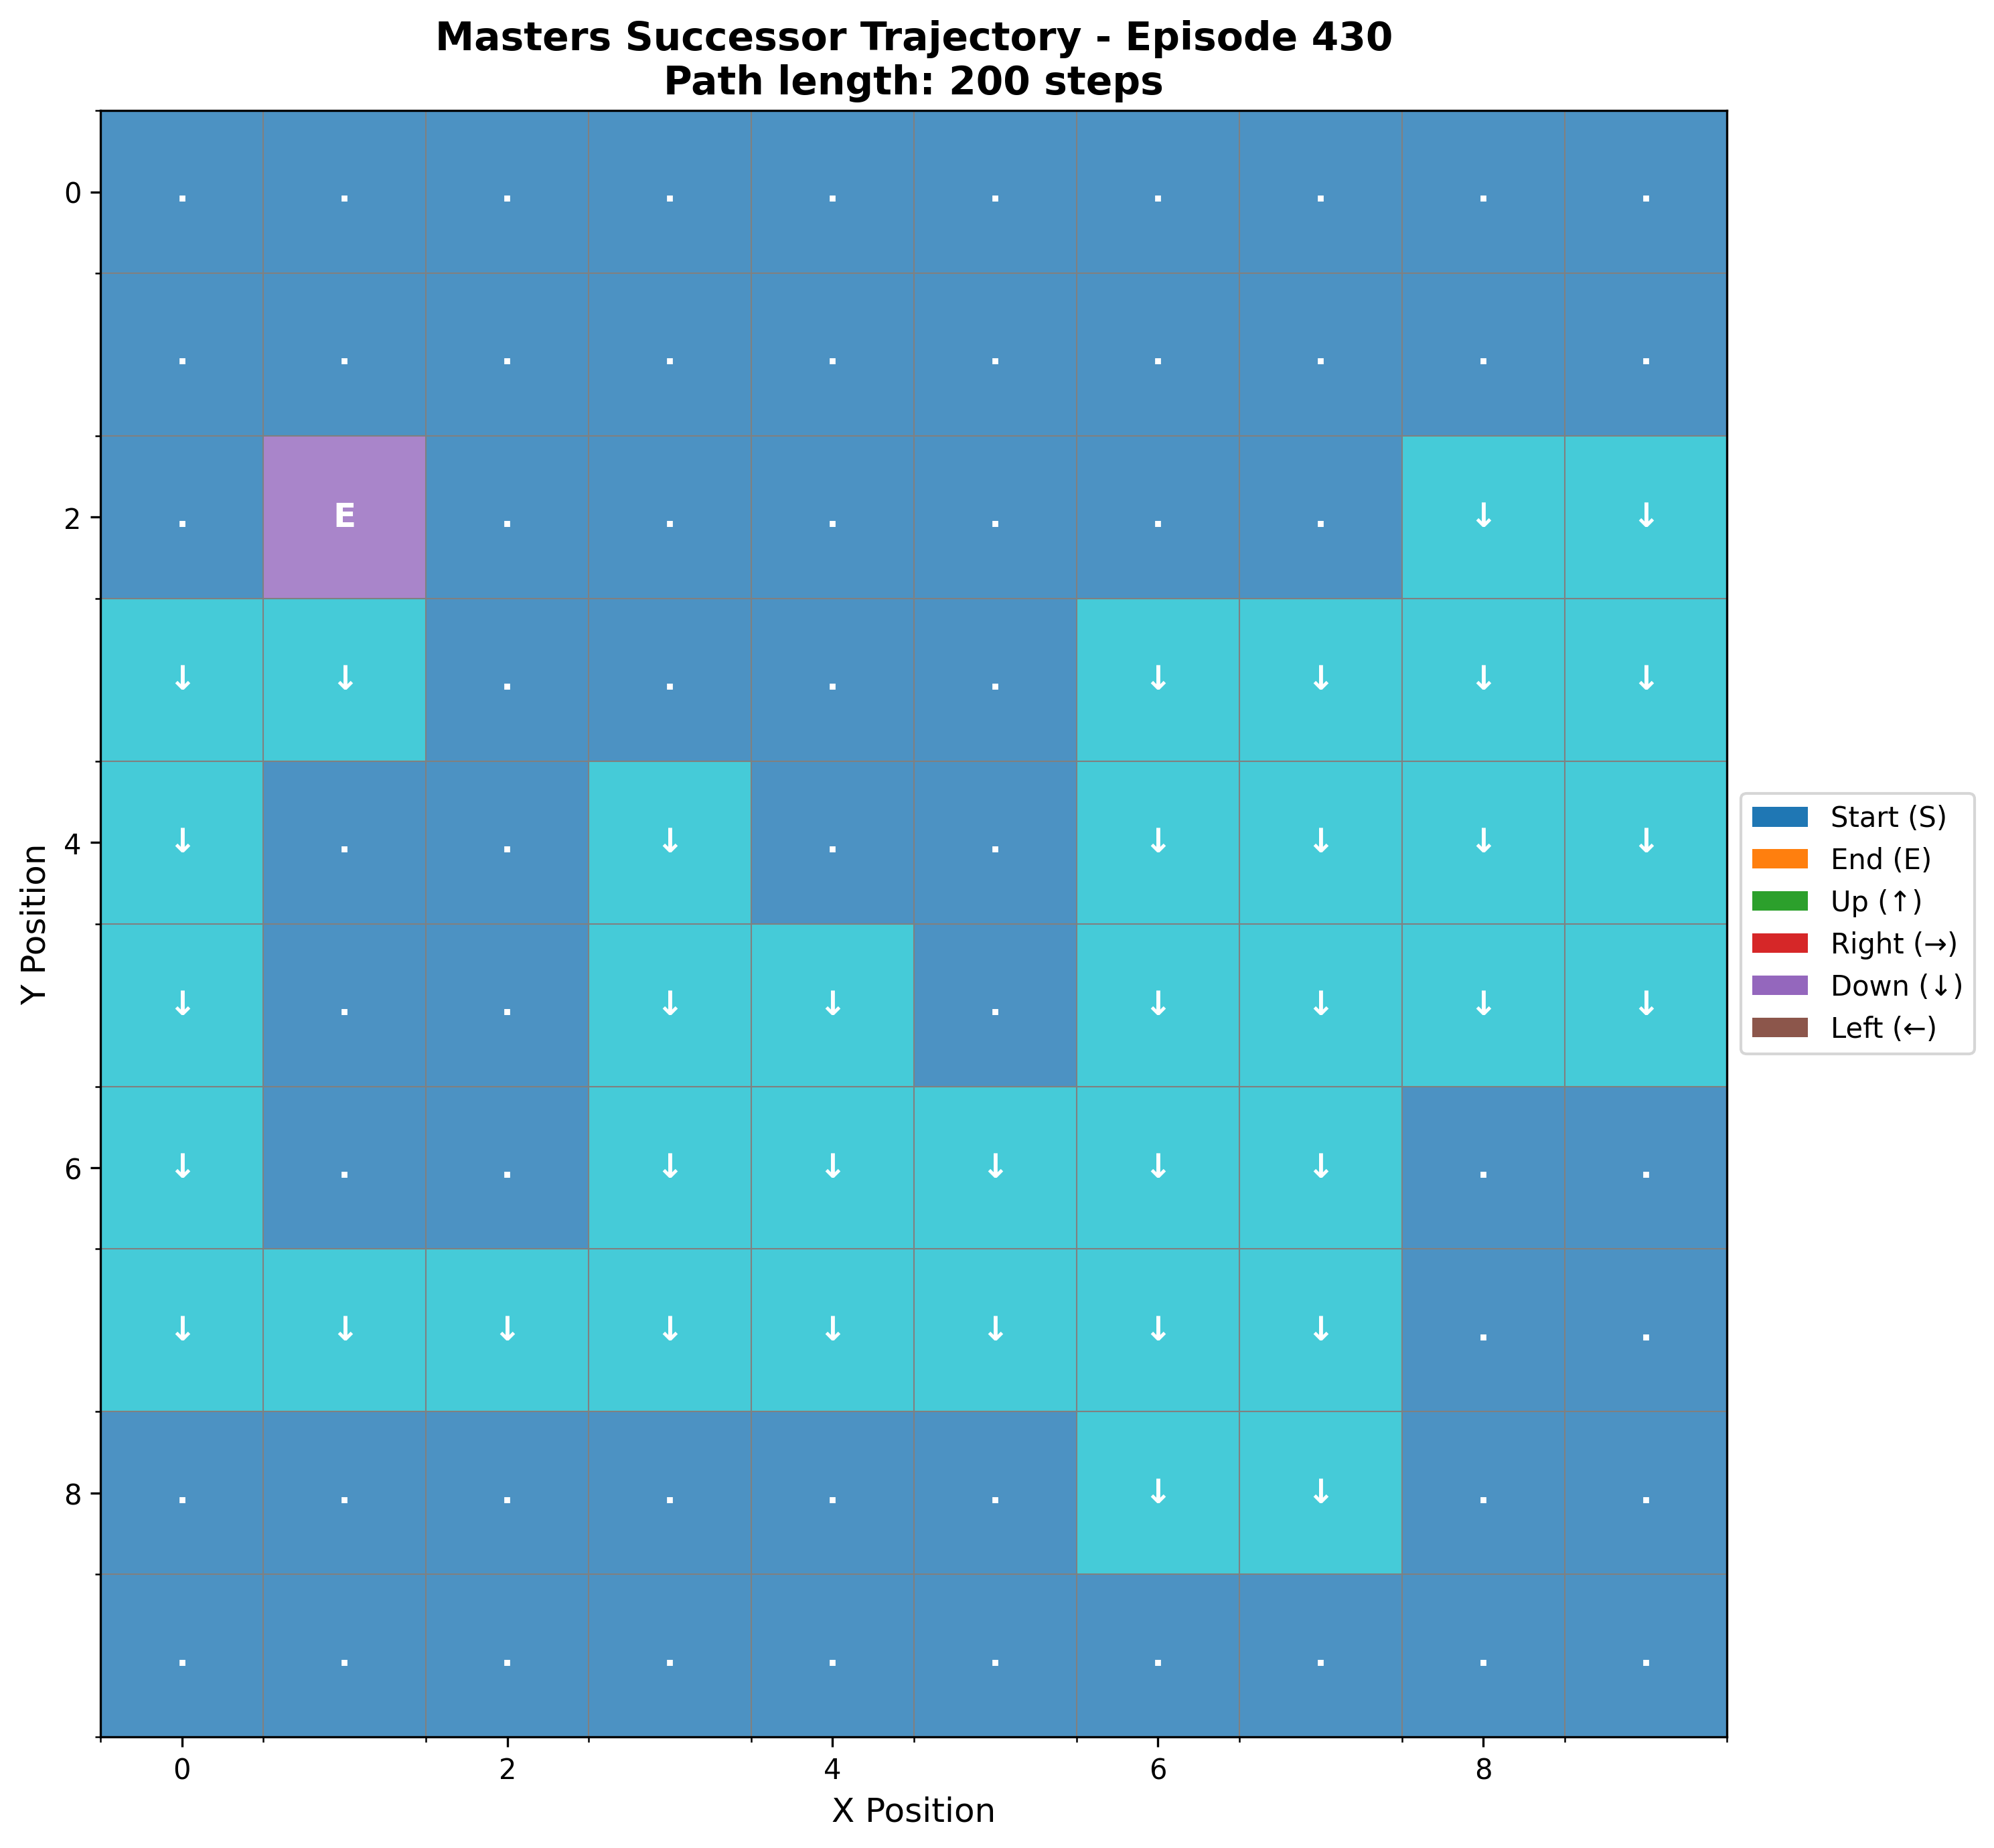 Masters Successor Trajectory - Episode 430
Path length: 200 steps
0 . . . . . . . . . .
. . . . . . . . . .
2 . E . . . . . . ↓ ↓
↓ ↓ . . . . ↓ ↓ ↓ ↓
4 ↓ . . ↓ . . ↓ ↓ ↓ ↓
↓ . . ↓ ↓ . ↓ ↓ ↓ ↓
6 ↓ . . ↓ ↓ ↓ ↓ ↓ . .
↓ ↓ ↓ ↓ ↓ ↓ ↓ ↓ . .
8 . . . . . . ↓ ↓ . .
. . . . . . . . . .
0 2 4 6 8
X Position
Y Position
Start (S)
End (E)
Up (↑)
Right (→)
Down (↓)
Left (←)